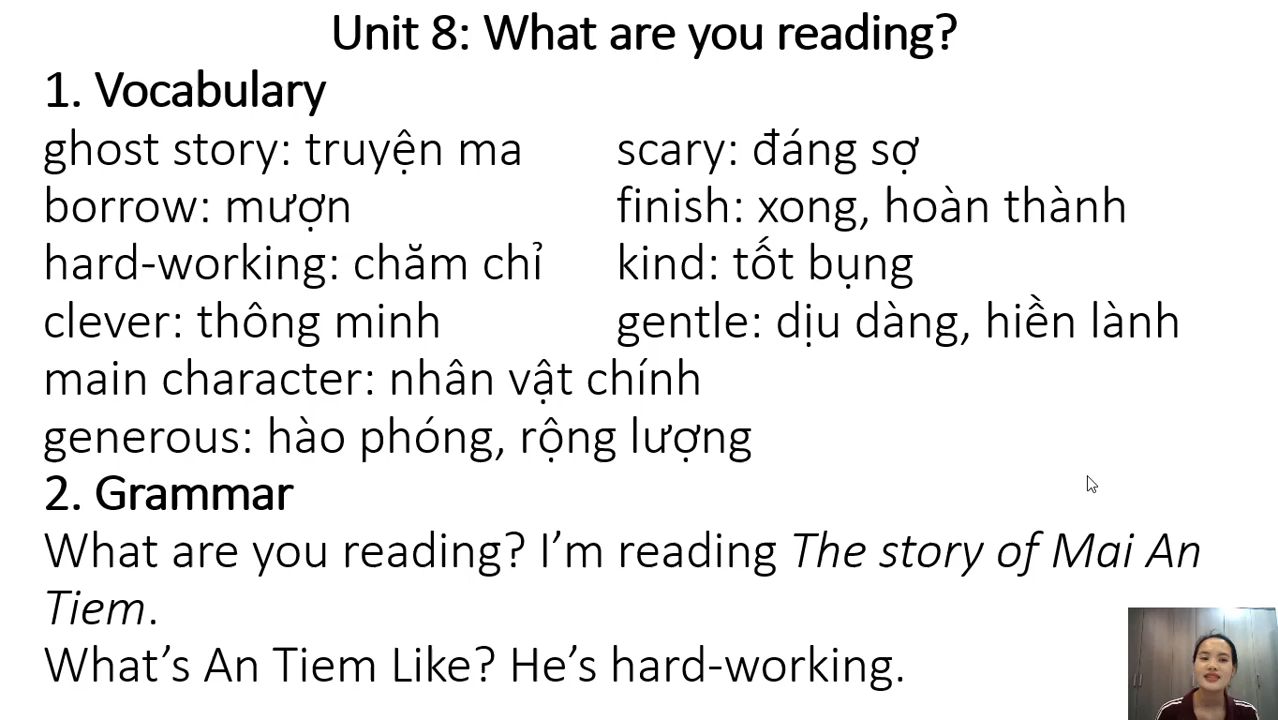 Unit 8: What are you reading?
1. Vocabulary
ghost story: truyện ma scary: đáng sợ
borrow: mượn finish: xong, hoàn thành
hard-working: chăm chỉ kind: tốt bụng
clever: thông minh gentle: dịu dàng, hiền lành
main character: nhân vật chính
generous: hào phóng, rộng lượng
2. Grammar
What are you reading? I’m reading The story of Mai An
Tiem.
What’s An Tiem Like? He’s hard-working.